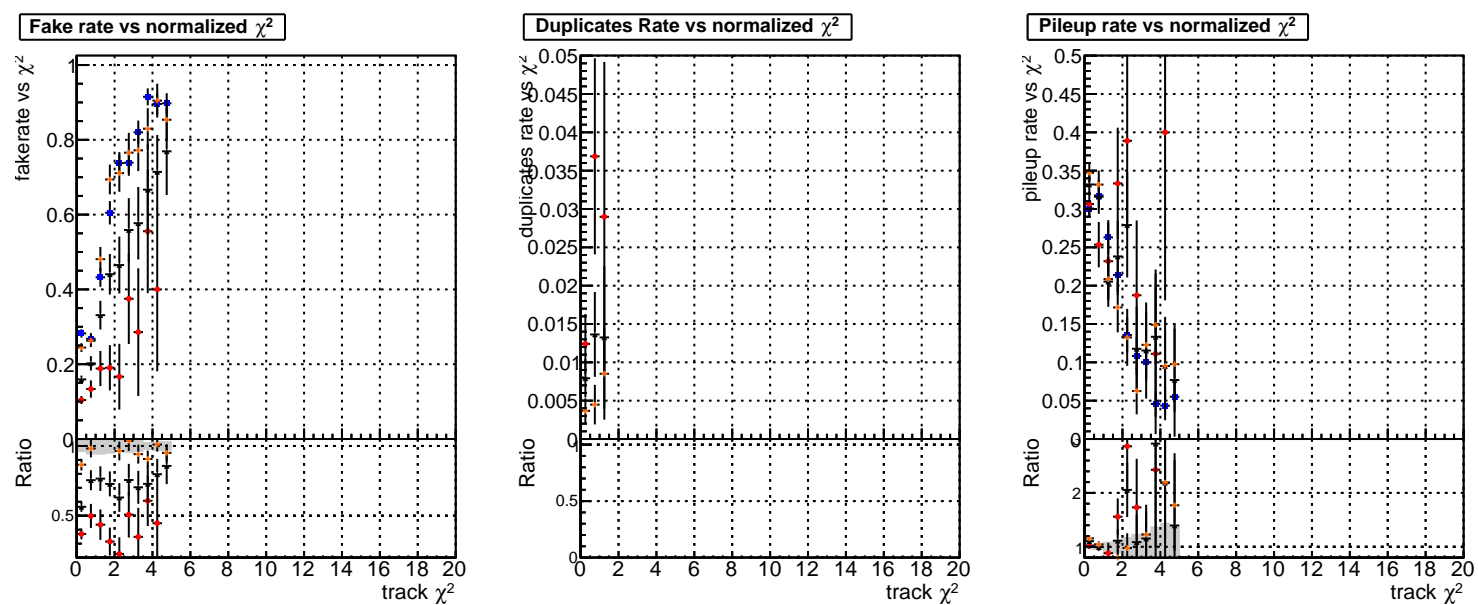 Fake rate vs normalized χ²
fakerate vs χ²
1
0.8
0.6
0.4
0.2
0
Ratio
1
0.5
0 2 4 6 8 10 12 14 16 18 20
track χ²
Duplicates Rate vs normalized χ²
duplicates rate vs χ²
0.05
0.045
0.04
0.035
0.03
0.025
0.02
0.015
0.01
0.005
0
Ratio
1
0.5
0
0 2 4 6 8 10 12 14 16 18 20
track χ²
Pileup rate vs normalized χ²
pileup rate vs χ²
0.5
0.45
0.4
0.35
0.3
0.25
0.2
0.15
0.1
0.05
0
Ratio
2
1
0 2 4 6 8 10 12 14 16 18 20
track χ²